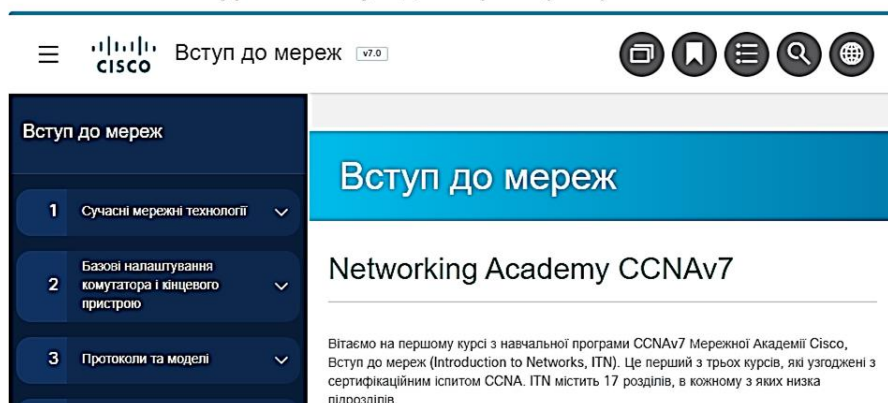 CISCO
Вступ до мереж v7.0
Вступ до мереж
1 Сучасні мережні технології
2 Базові налаштування
комутатора і кінцевого
пристрою
3 Протоколи та моделі
Вступ до мереж
Networking Academy CCNAv7
Вітаємо на першому курсі з навчальної програми CCNAv7 Мережної Академії Cisco,
Вступ до мереж (Introduction to Networks, ITN). Це перший з трьох курсів, які узгоджені з
сертифікаційним іспитом CCNA. ITN містить 17 розділів, в кожному з яких низка
підрозділів